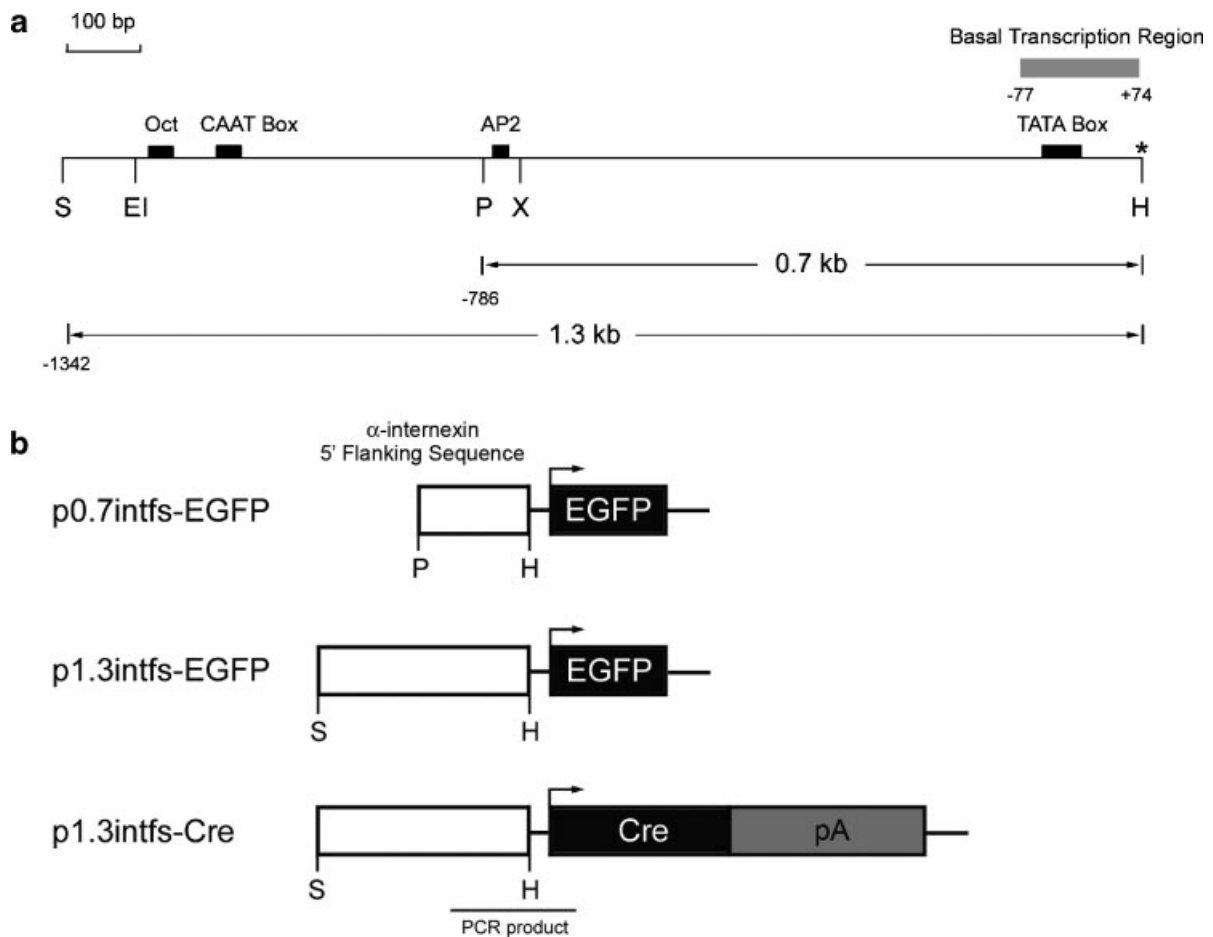 a
100 bp
Basal Transcription Region
-77 +74
Oct CAAT Box AP2 TATA Box
*
S EI P X H
0.7 kb
-786
1.3 kb
-1342
b
α-internexin
5' Flanking Sequence
p0.7intfs-EGFP EGFP
P H
p1.3intfs-EGFP EGFP
S H
p1.3intfs-Cre Cre pA
S H
PCR product